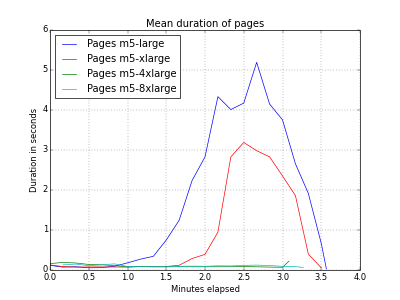 Mean duration of pages
6
5
4
3
2
1
0
Duration in seconds
Pages m5-large
Pages m5-xlarge
Pages m5-4xlarge
Pages m5-8xlarge
0.0 0.5 1.0 1.5 2.0 2.5 3.0 3.5 4.0
Minutes elapsed